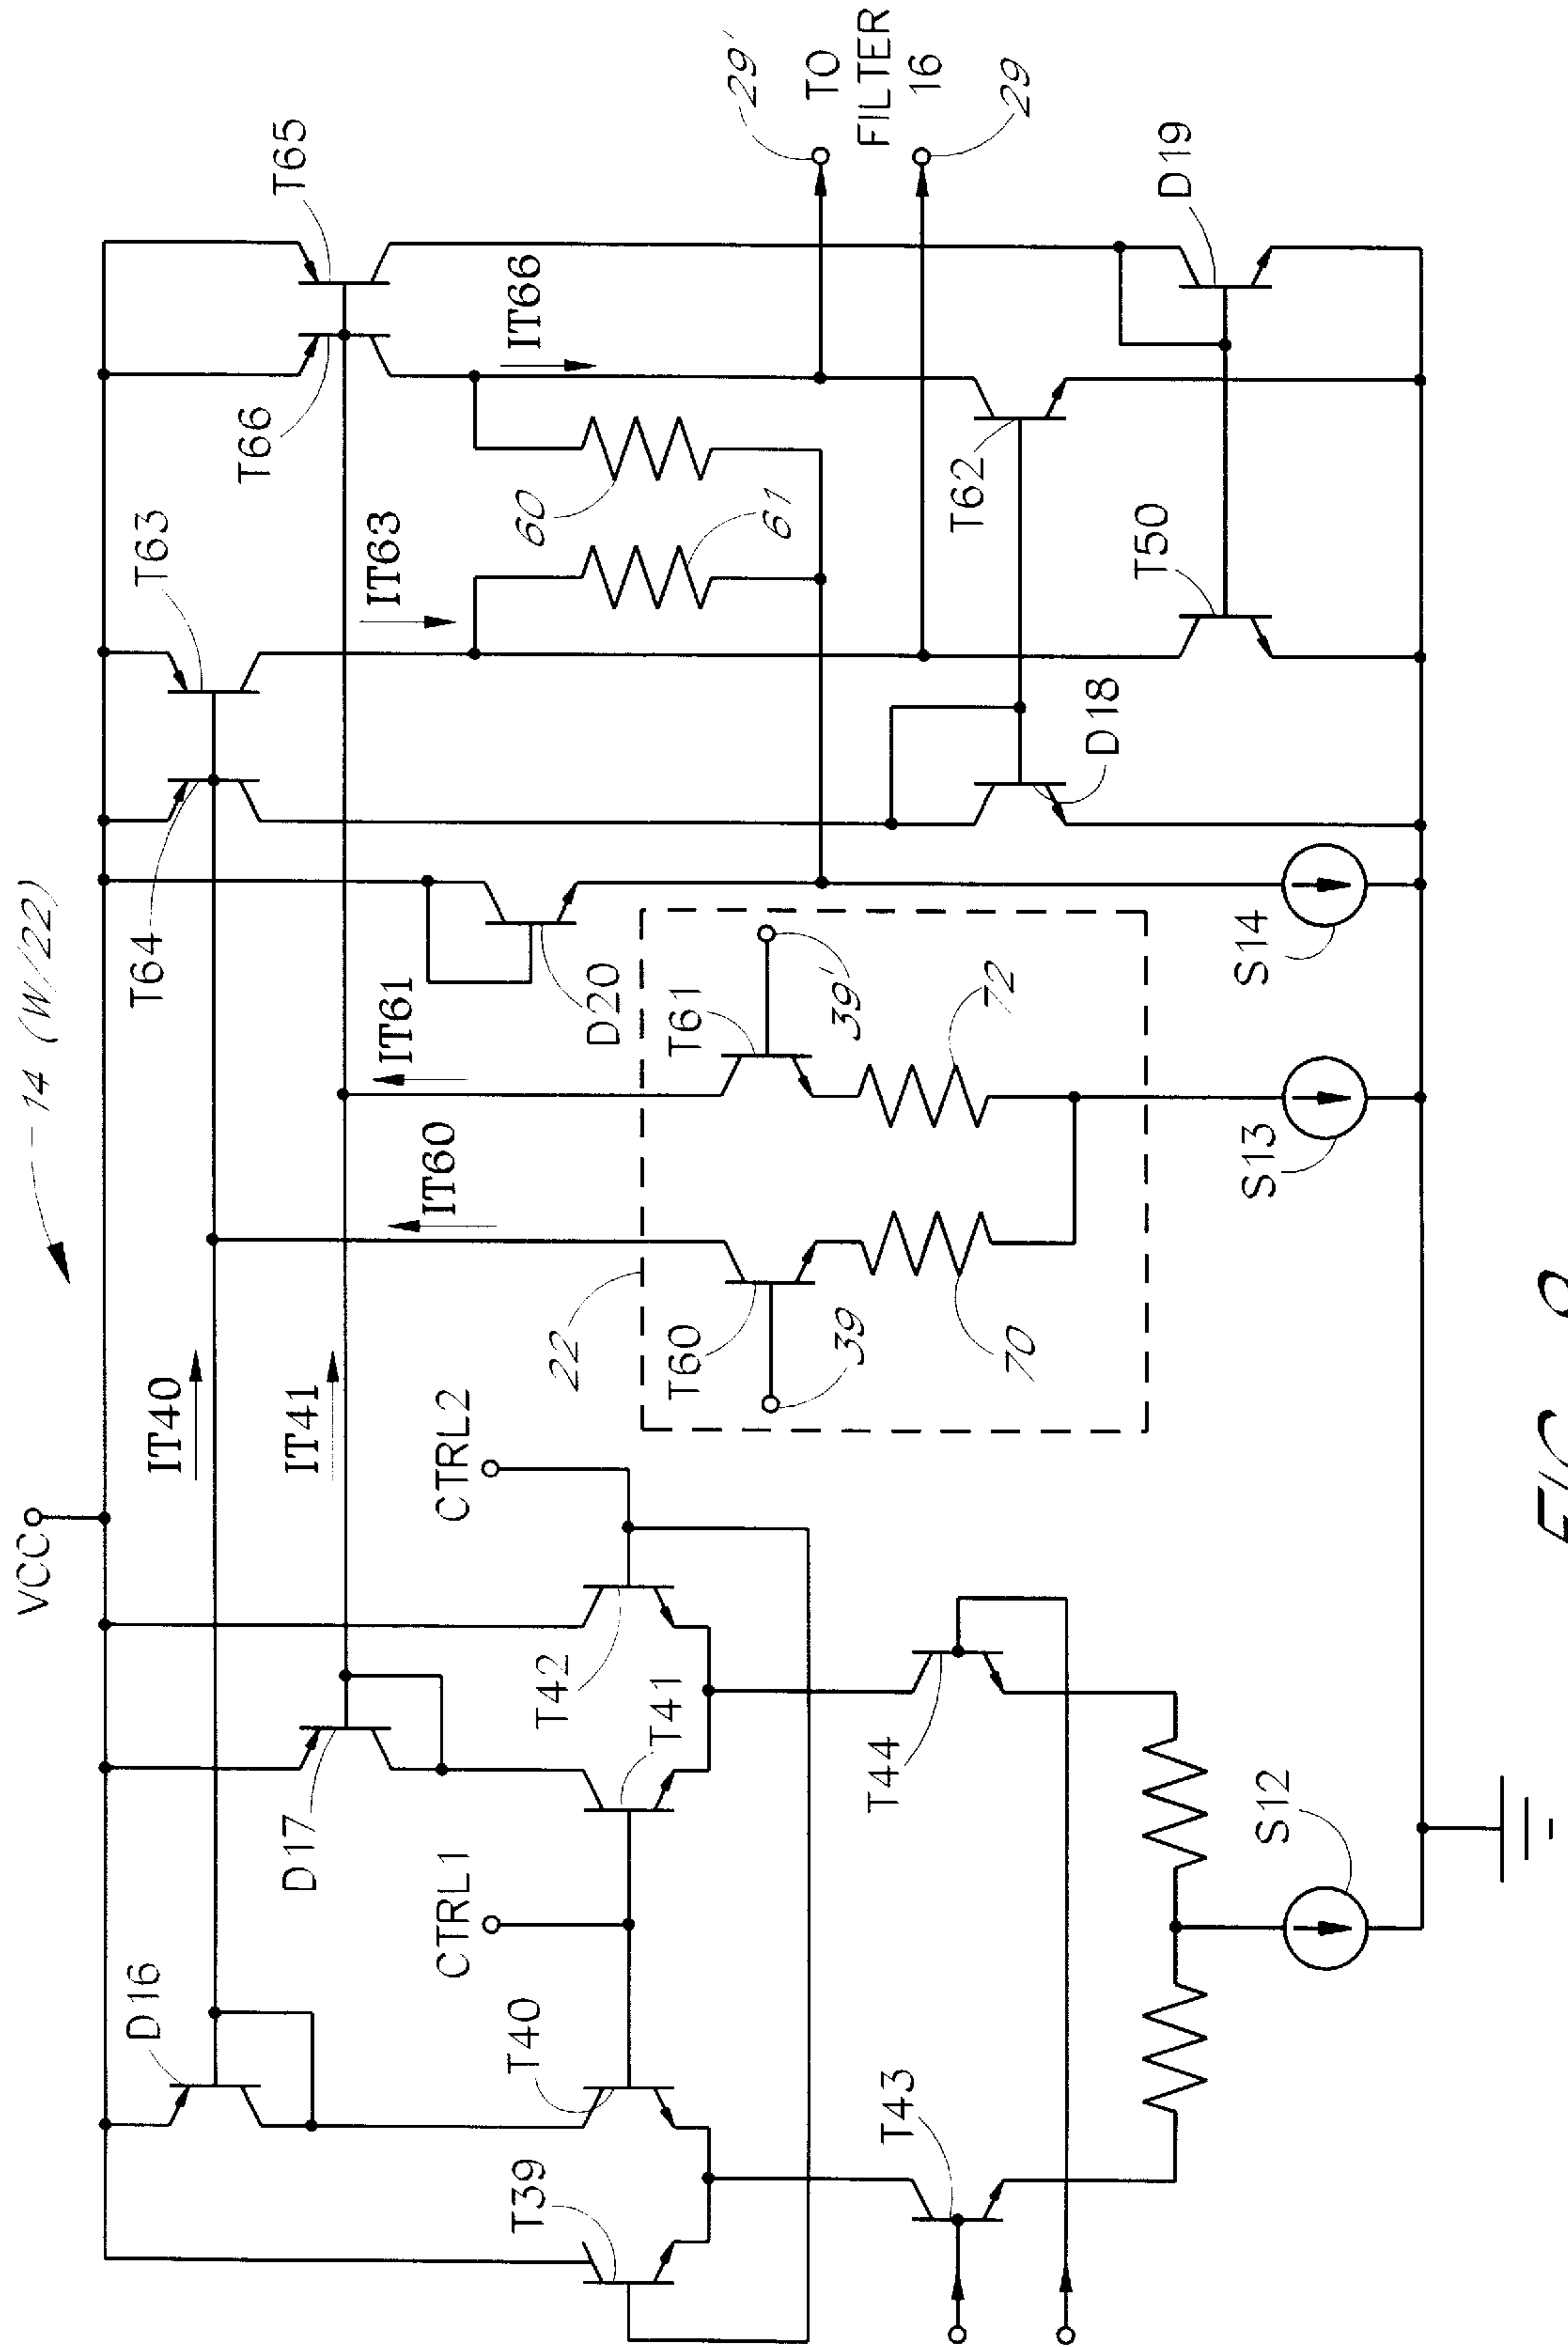 14 (W/22)
VCC
IT40
IT41
D16
D17
T64
T63
T66
T65
IT61
IT60
IT63
IT66
D20
60
61
29'
TO
FILTER
16
29
CTRL1
CTRL2
T39
T40
T41
T42
22
T60
T61
39
39'
70
72
T62
T50
D18
D19
T43
T44
S12
S13
S14